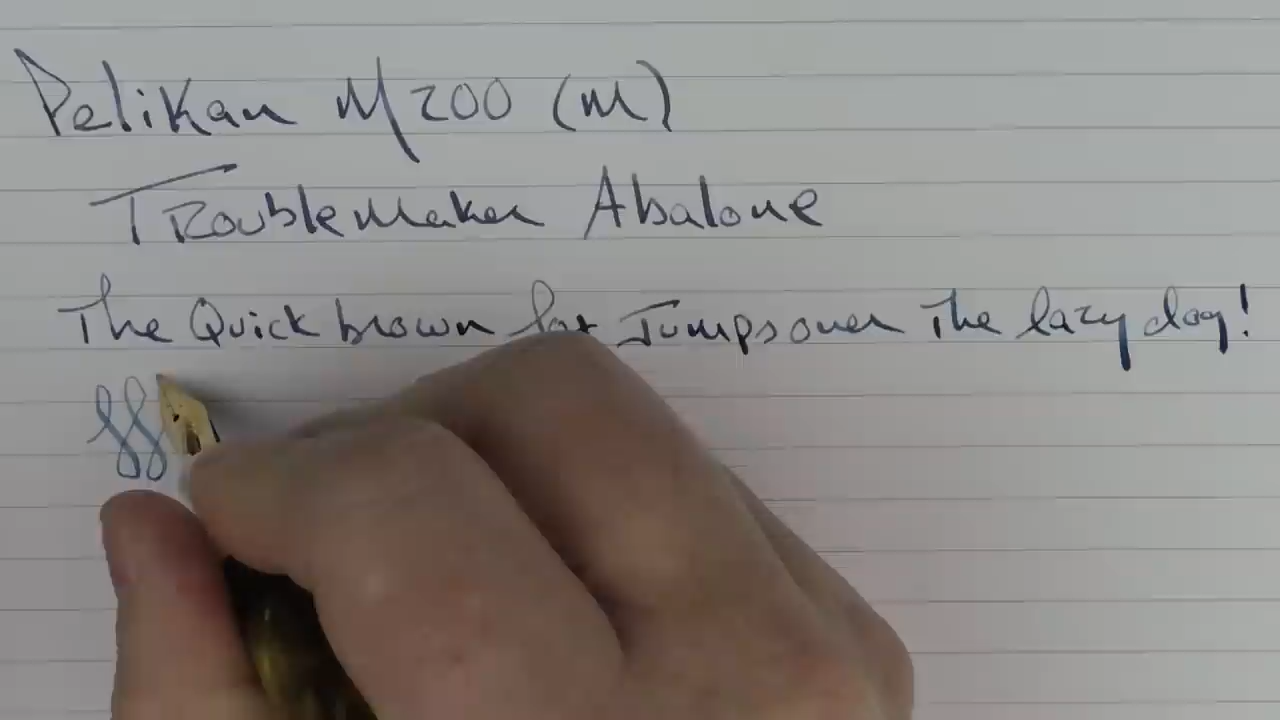 Pelikan M200 (M)
Troublemaker Abalone
The Quick brown fox Jumps over The lazy dog!